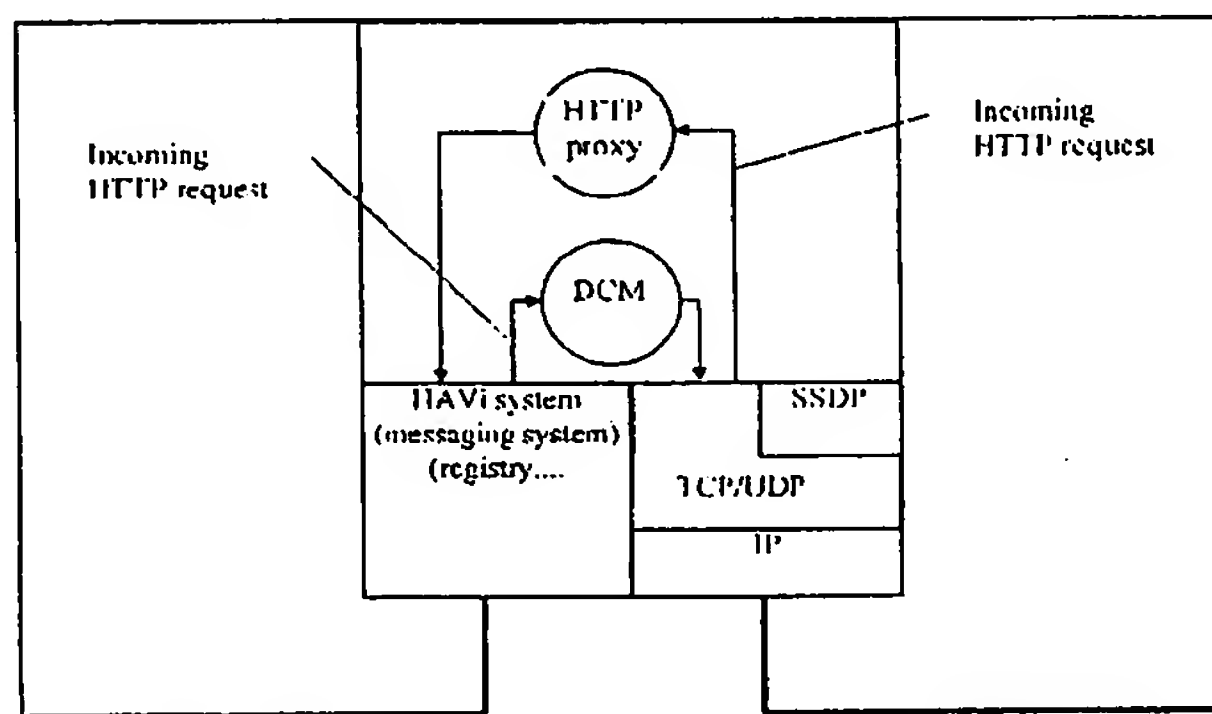 HTTP
proxy
Incoming
HTTP request
Incoming
HTTP request
DCM
HAVi system
(messaging system)
(registry....
SSDP
TCP/UDP
IP